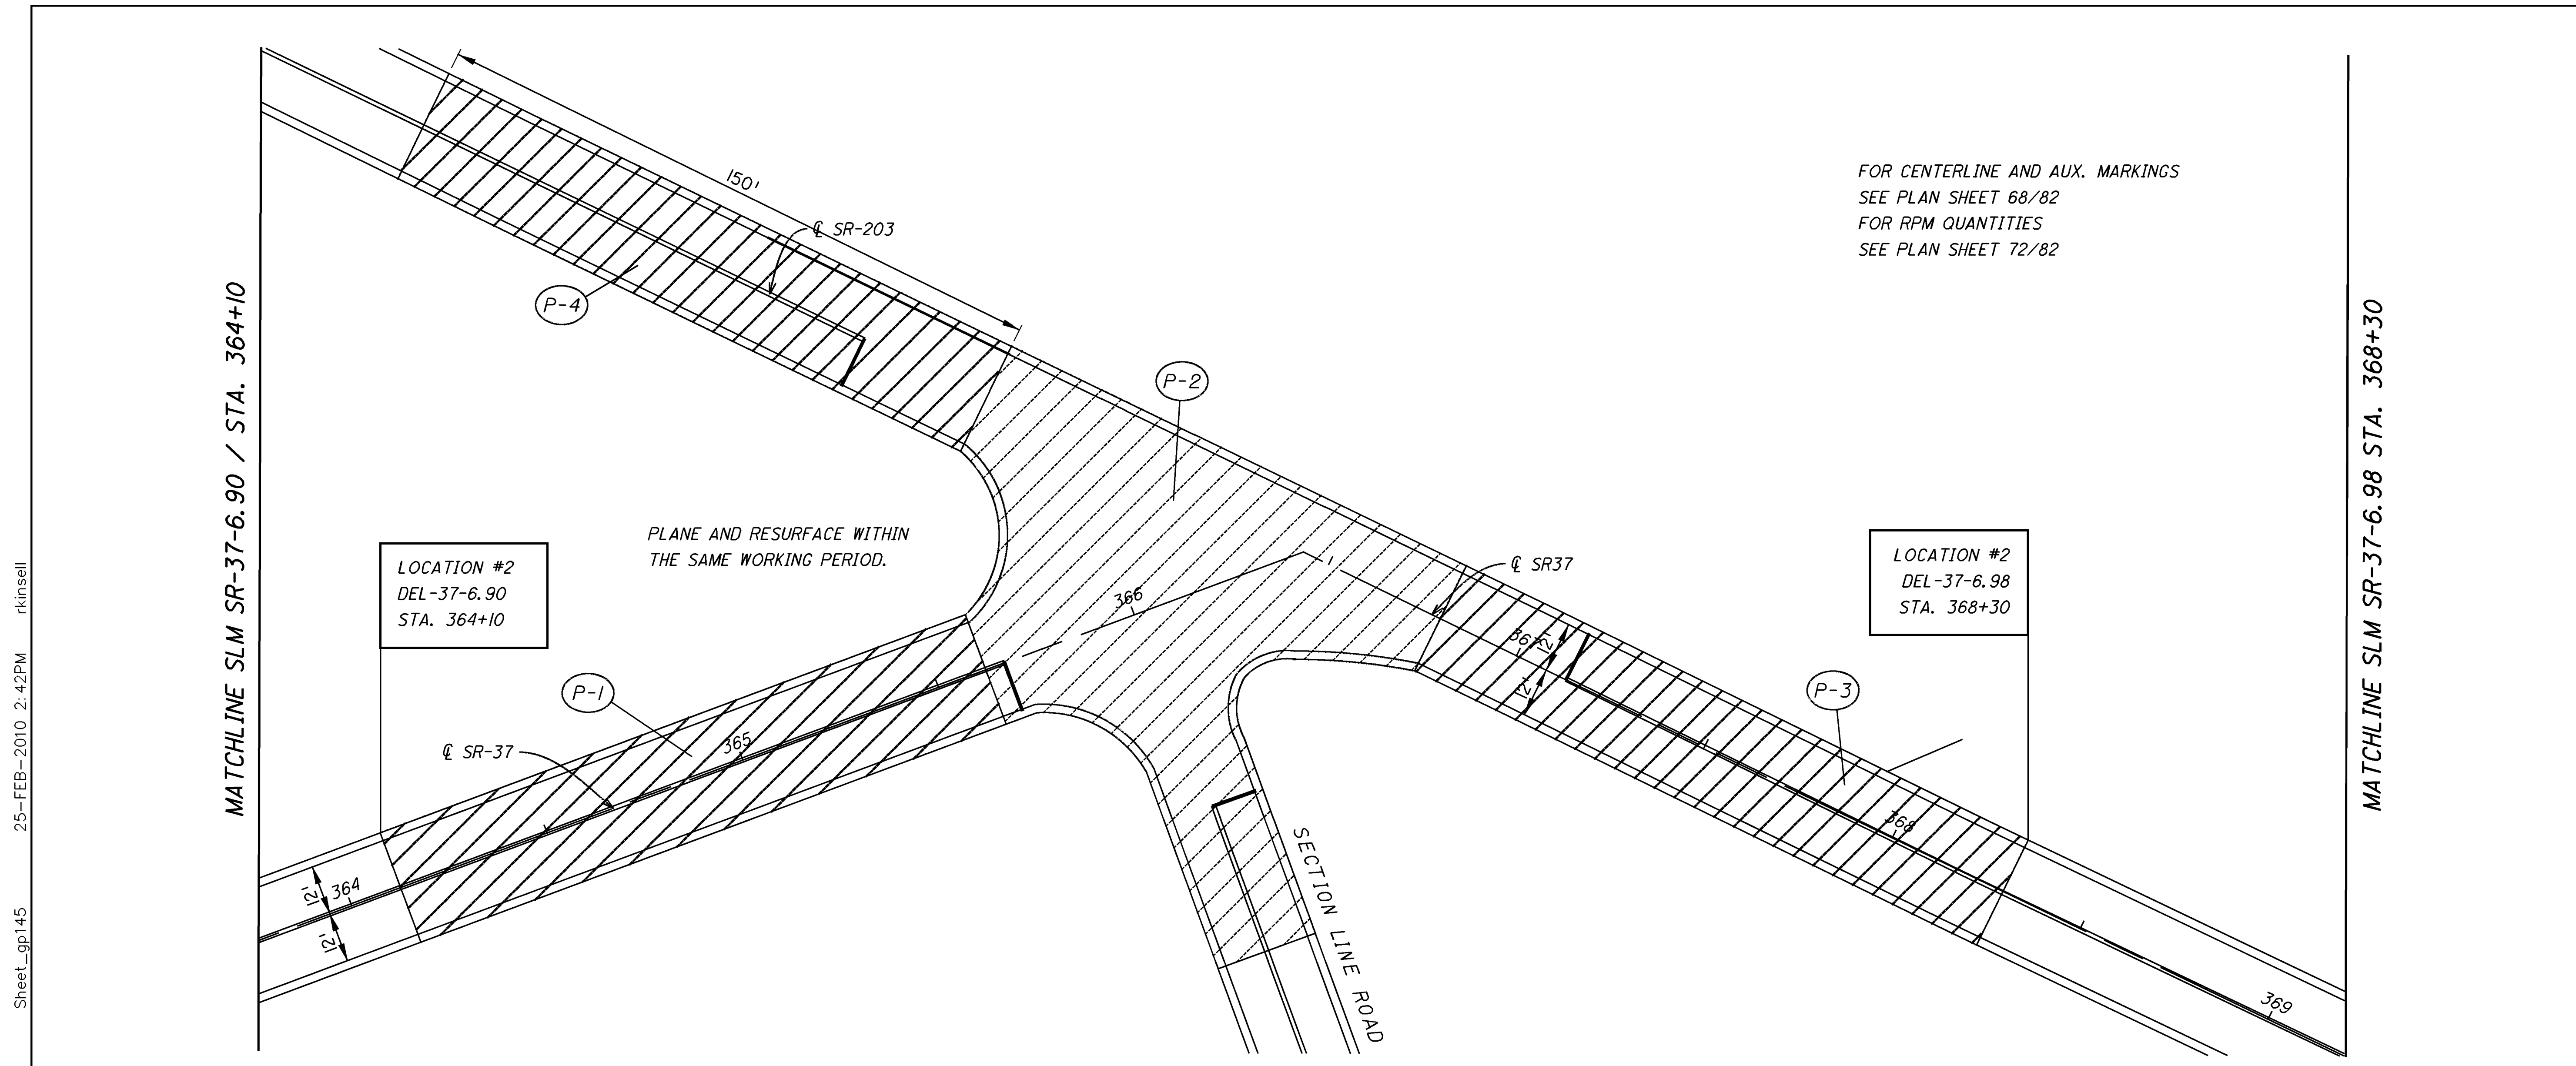 150'
℄ SR-203
P-4
FOR CENTERLINE AND AUX. MARKINGS
SEE PLAN SHEET 68/82
FOR RPM QUANTITIES
SEE PLAN SHEET 72/82
MATCHLINE SLM SR-37-6.90 / STA. 364+10
P-2
PLANE AND RESURFACE WITHIN
THE SAME WORKING PERIOD.
LOCATION #2
DEL-37-6.90
STA. 364+10
℄ SR37
LOCATION #2
DEL-37-6.98
STA. 368+30
MATCHLINE SLM SR-37-6.98 STA. 368+30
366
367
12'
12'
P-1
P-3
℄ SR-37
365
368
364
12'
12'
SECTION LINE ROAD
369
Sheet_gp145 25-FEB-2010 2:42PM rkinsell